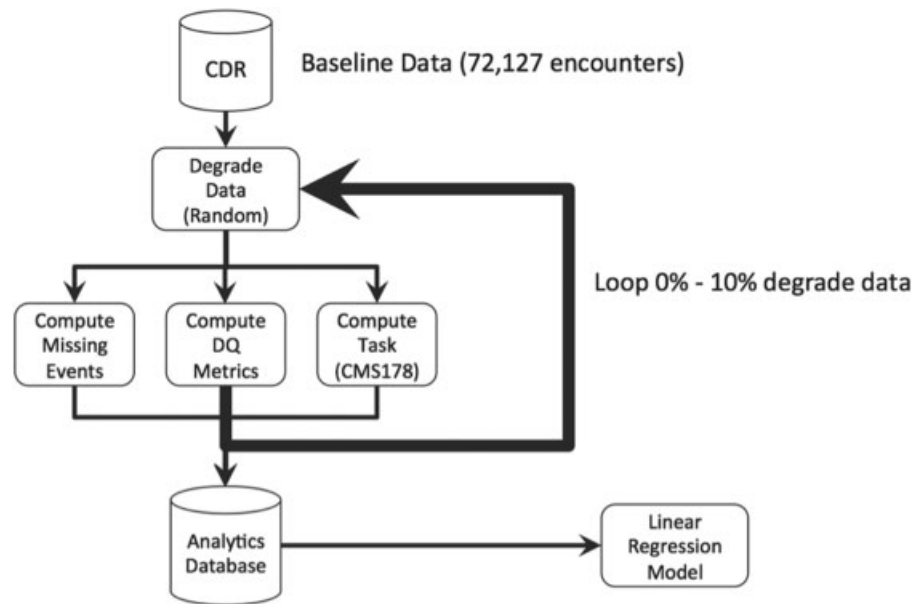 CDR
Baseline Data (72,127 encounters)
Degrade
Data
(Random)
Loop 0% - 10% degrade data
Compute
Missing
Events
Compute
DQ
Metrics
Compute
Task
(CMS178)
Analytics
Database
Linear
Regression
Model